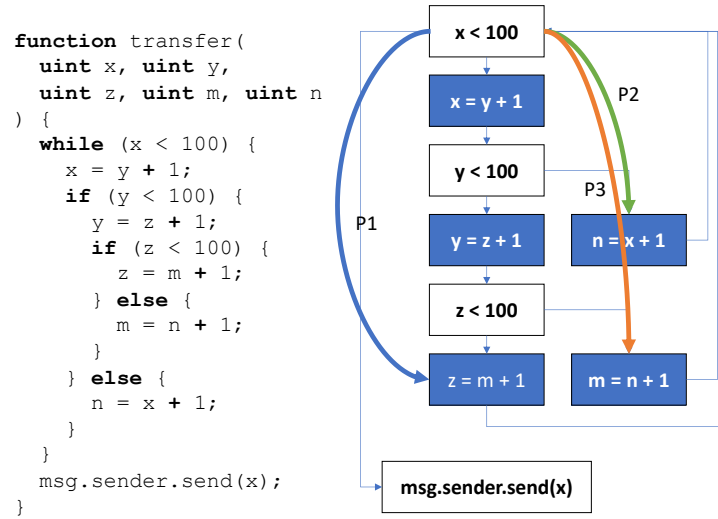 function transfer(
uint x, uint y,
uint z, uint m, uint n
) {
while (x < 100) {
x = y + 1;
if (y < 100) {
y = z + 1;
if (z < 100) {
z = m + 1;
} else {
m = n + 1;
}
} else {
n = x + 1;
}
}
msg.sender.send(x);
}
x < 100
x = y + 1
P2
y < 100
P3
P1
y = z + 1
n = x + 1
z < 100
z = m + 1
m = n + 1
msg.sender.send(x)